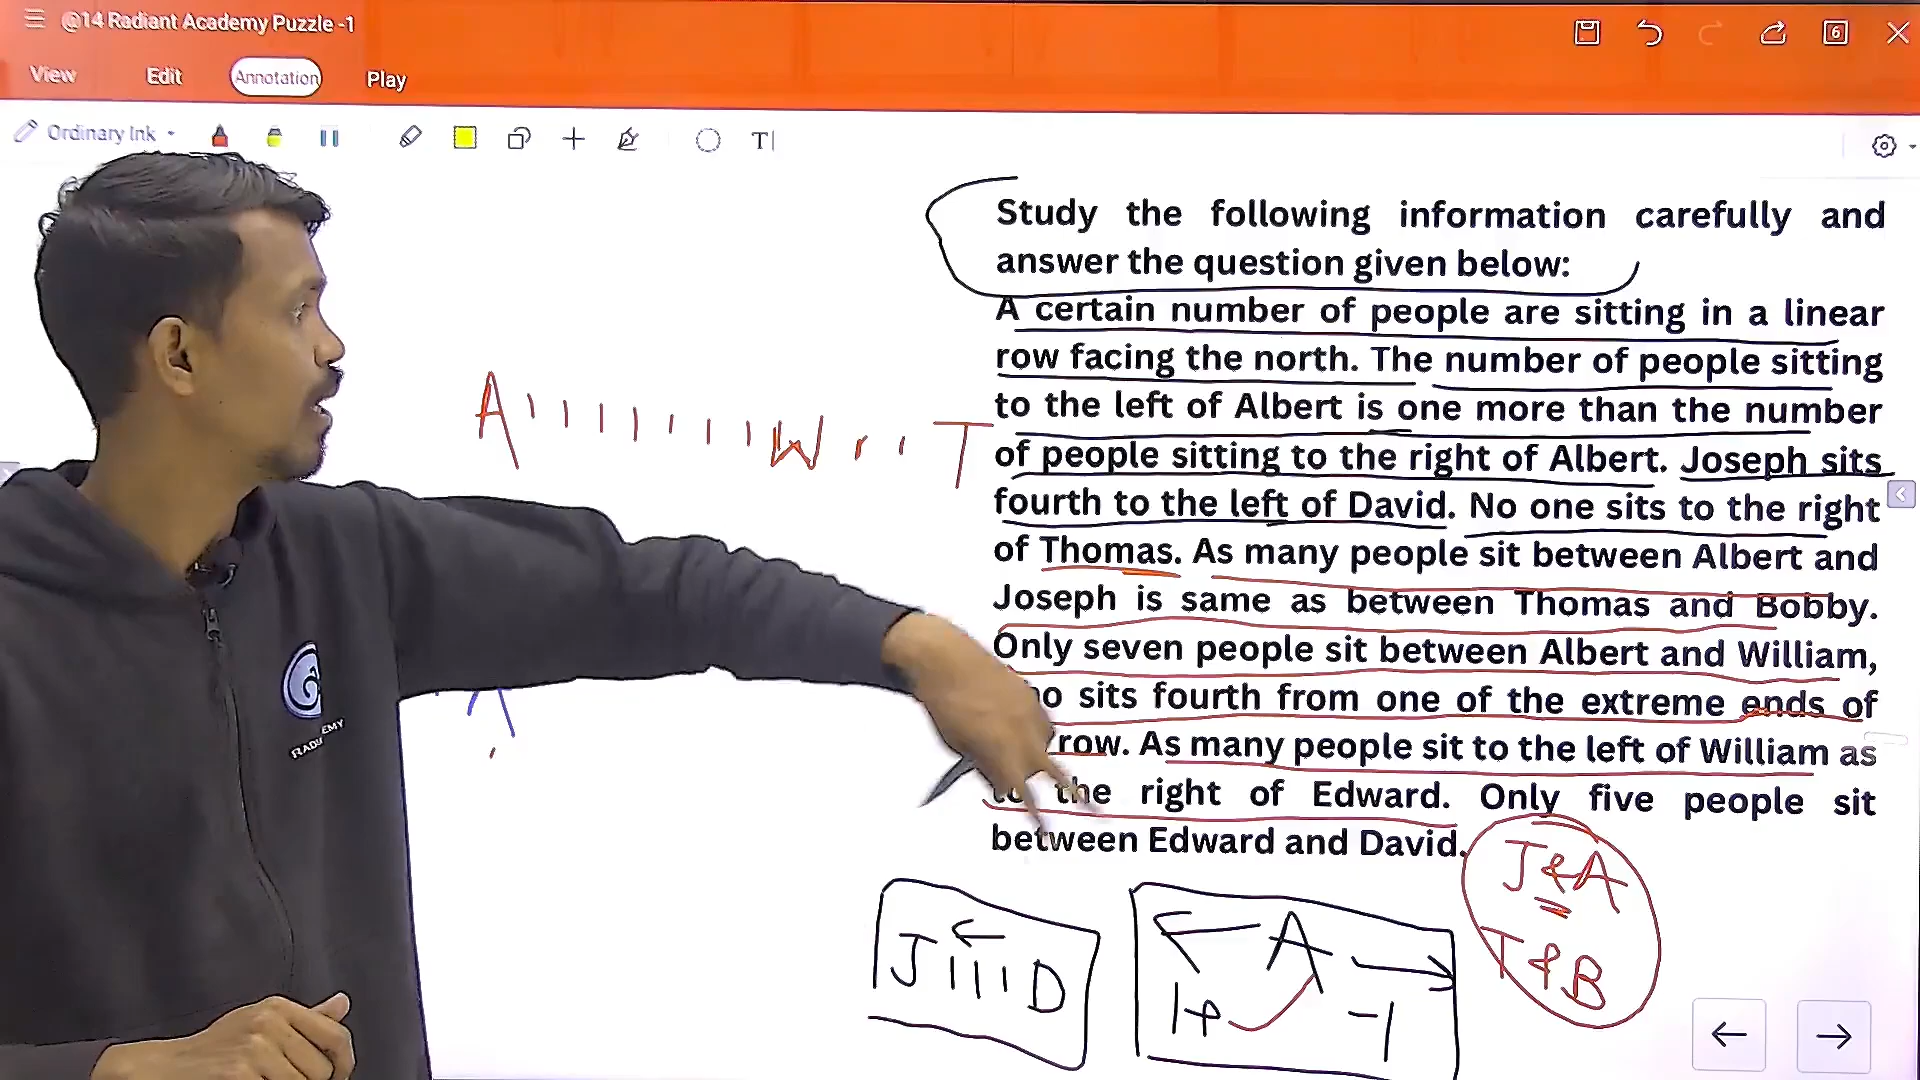 @14 Radiant Academy Puzzle -1
View Edit Annotation Play
Ordinary Ink
T|
6
Study the following information carefully and
answer the question given below:
A certain number of people are sitting in a linear
row facing the north. The number of people sitting
to the left of Albert is one more than the number
of people sitting to the right of Albert. Joseph sits
fourth to the left of David. No one sits to the right
of Thomas. As many people sit between Albert and
Joseph is same as between Thomas and Bobby.
Only seven people sit between Albert and William,
sits fourth from one of the extreme ends of
row. As many people sit to the left of William as
to the right of Edward. Only five people sit
between Edward and David.
A W T
J D
A
1+ -1
J & A
T & B